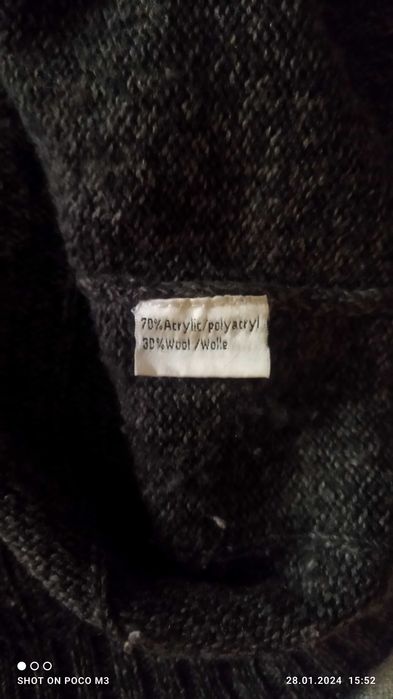 70%Acrylic/polyacryl
30%Wool /Wolle
SHOT ON POCO M3
28.01.2024 15:52